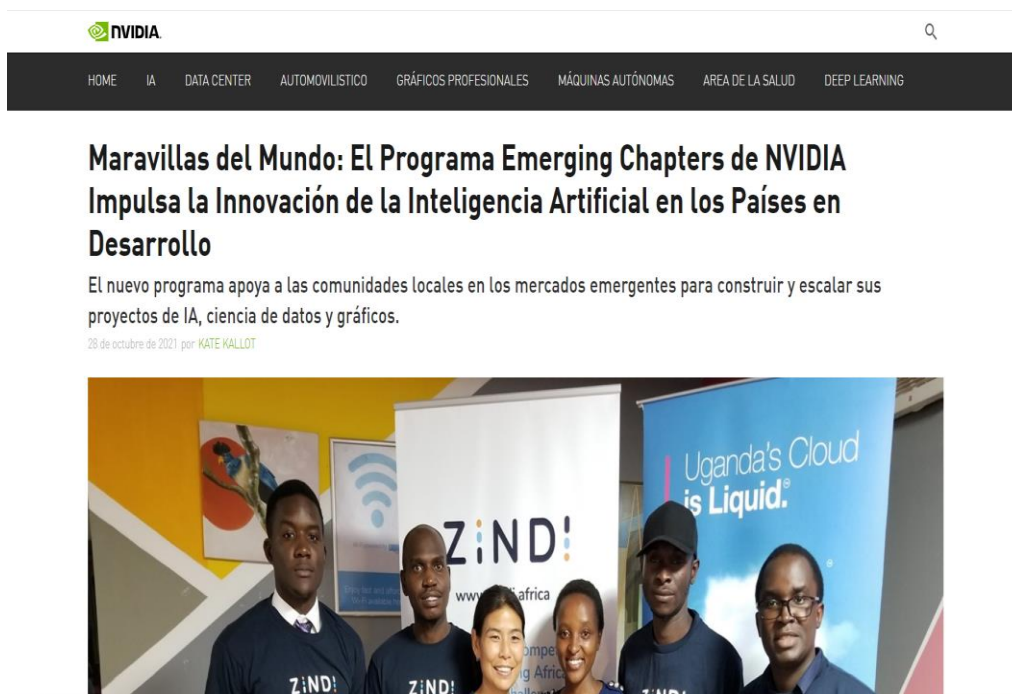 NVIDIA.
HOME IA DATA CENTER AUTOMOVILISTICO GRÁFICOS PROFESIONALES MÁQUINAS AUTÓNOMAS AREA DE LA SALUD DEEP LEARNING
Maravillas del Mundo: El Programa Emerging Chapters de NVIDIA
Impulsa la Innovación de la Inteligencia Artificial en los Países en
Desarrollo
El nuevo programa apoya a las comunidades locales en los mercados emergentes para construir y escalar sus
proyectos de IA, ciencia de datos y gráficos.
28 de octubre de 2021 por KATE KALLOT
Uganda's Cloud
is Liquid.
ZINDI
africa
ZINDI
ZINDI